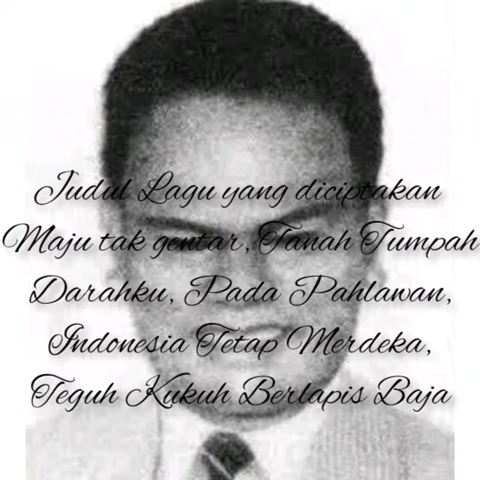 Judul Lagu yang diciptakan
Maju tak gentar, Tanah Tumpah
Darahku, Pada Pahlawan,
Indonesia Tetap Merdeka,
Teguh Kukuh Berlapis Baja